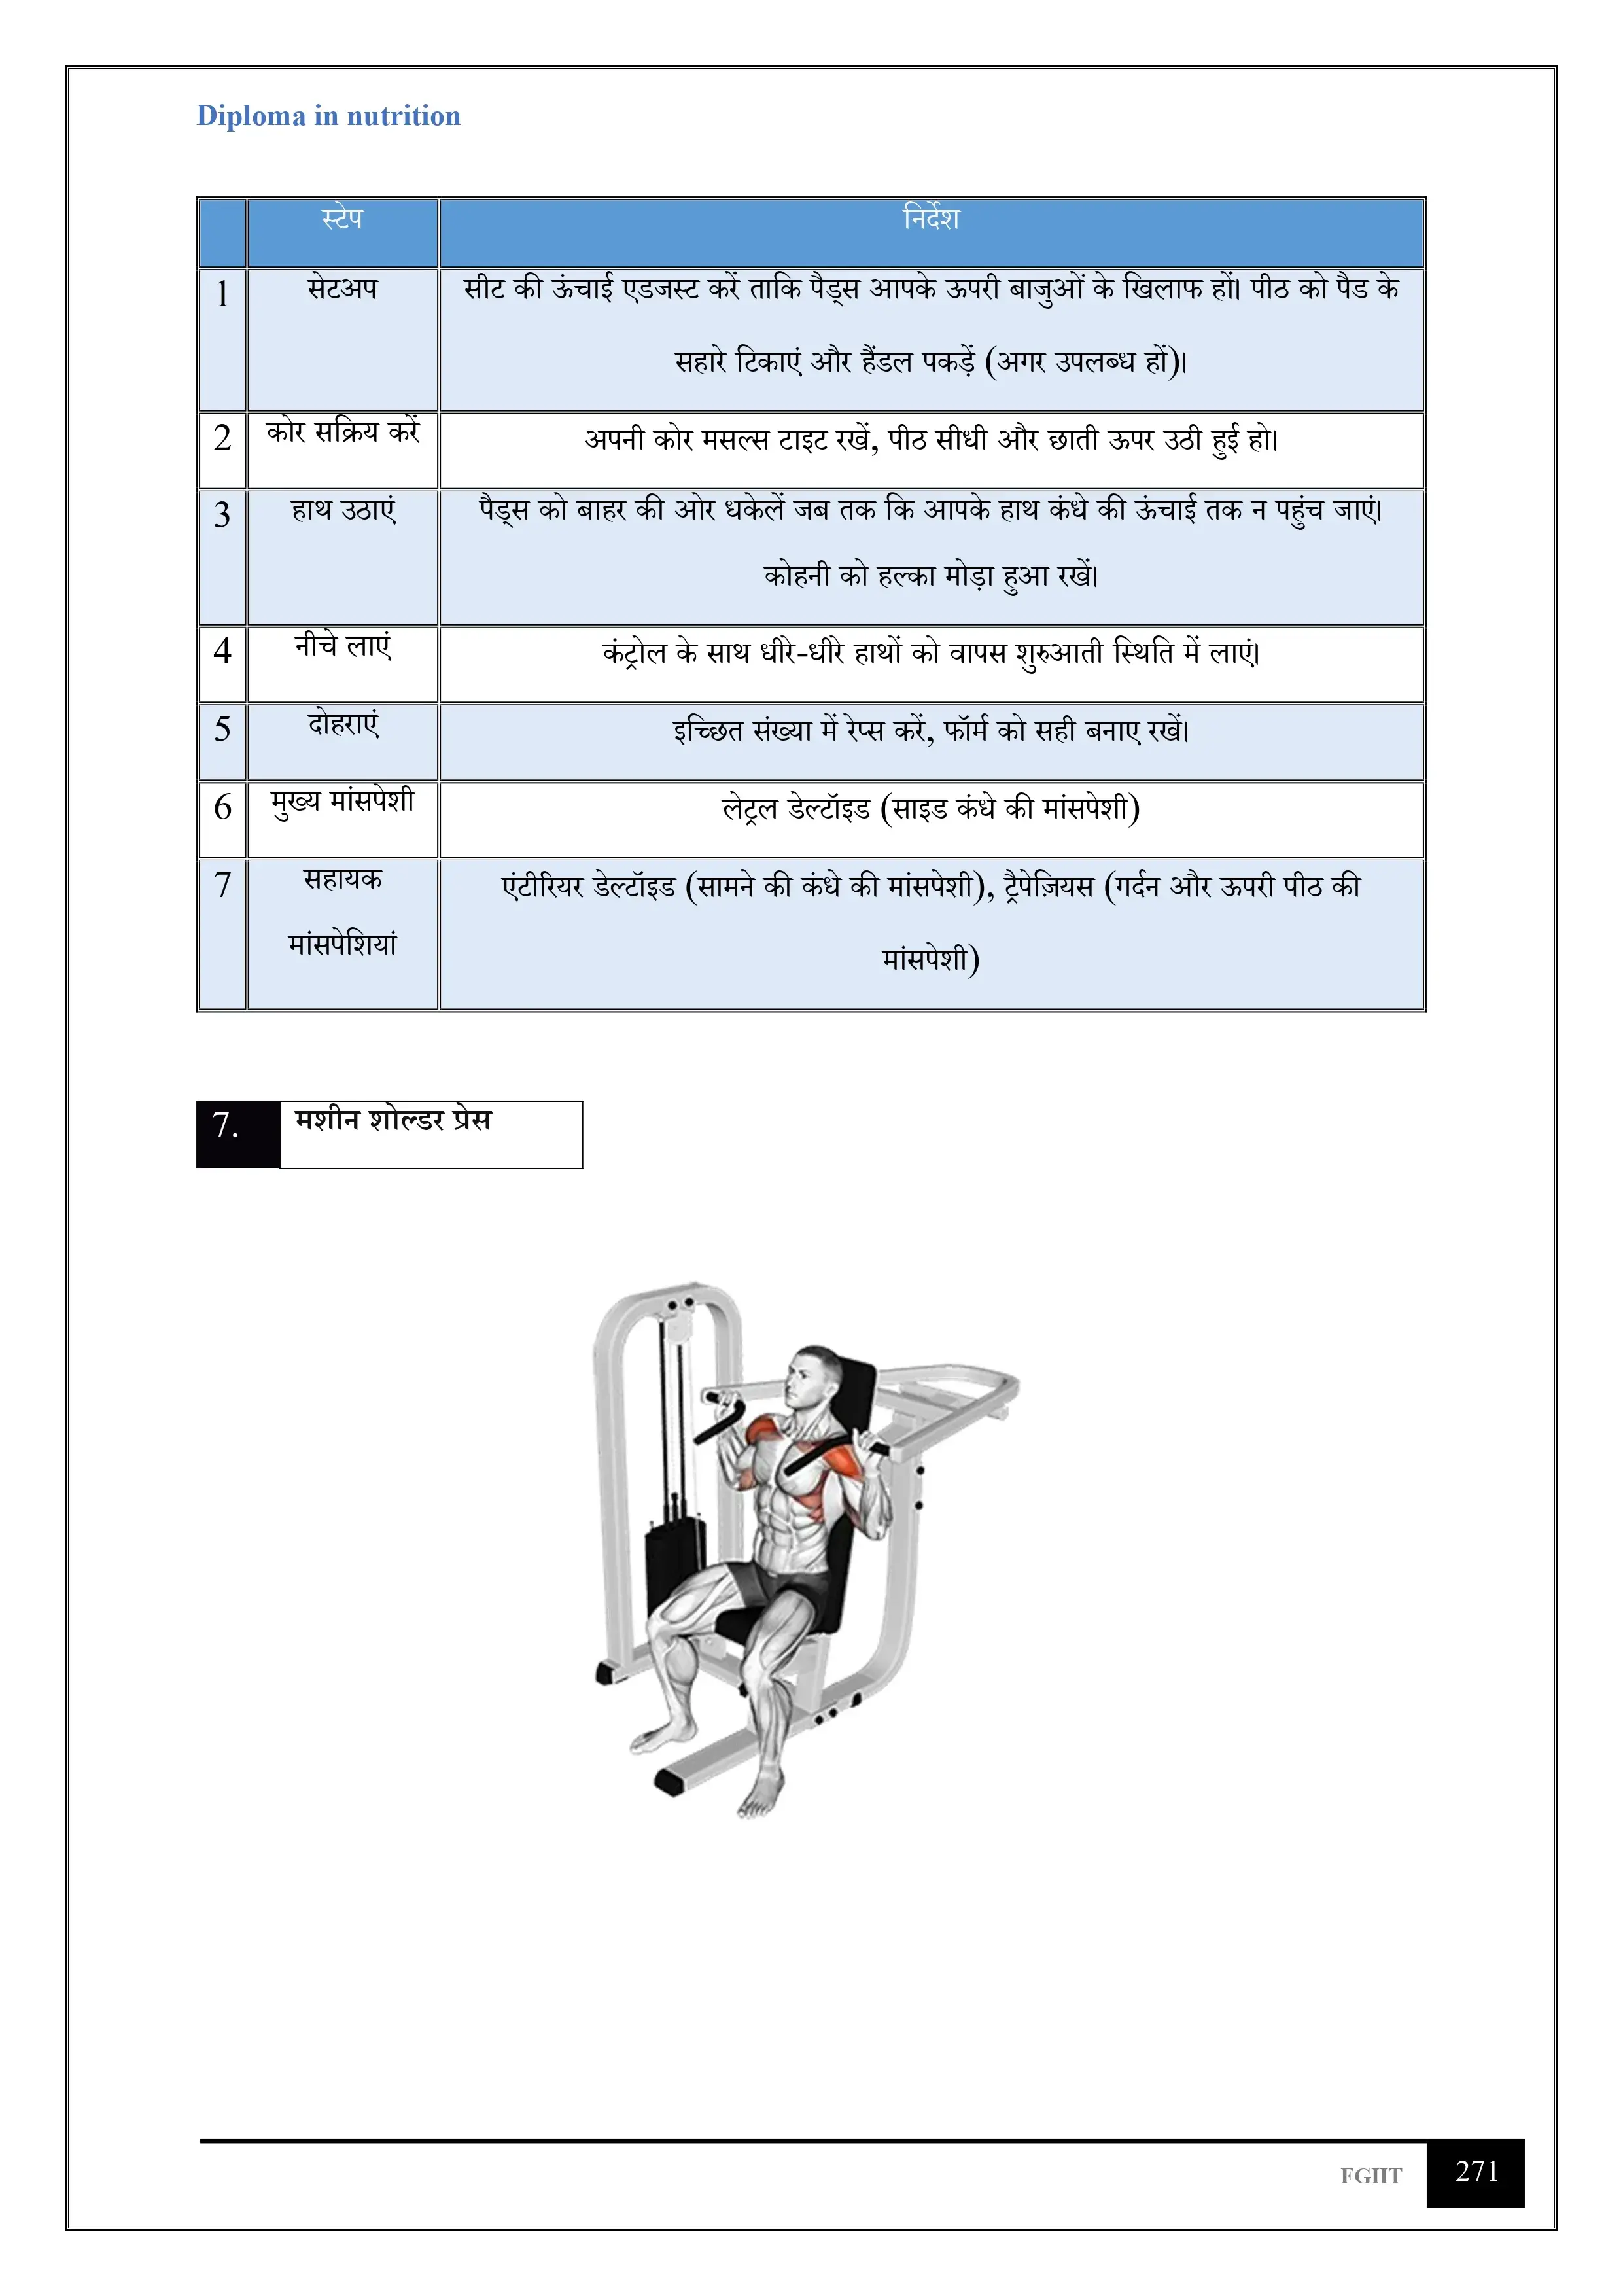 Diploma in nutrition
स्टेप निर्देश
1 सेटअप सीट की ऊंचाई एडजस्ट करें ताकि पैड्स आपके ऊपरी बाजुओं के खिलाफ हों। पीठ को पैड के
सहारे टिकाएं और हैंडल पकड़ें (अगर उपलब्ध हों)।
2 कोर सक्रिय करें अपनी कोर मसल्स टाइट रखें, पीठ सीधी और छाती ऊपर उठी हुई हो।
3 हाथ उठाएं पैड्स को बाहर की ओर धकेलें जब तक कि आपके हाथ कंधे की ऊंचाई तक न पहुंच जाएं।
कोहनी को हल्का मोड़ा हुआ रखें।
4 नीचे लाएं कंट्रोल के साथ धीरे-धीरे हाथों को वापस शुरुआती स्थिति में लाएं।
5 दोहराएं इच्छित संख्या में रेप्स करें, फॉर्म को सही बनाए रखें।
6 मुख्य मांसपेशी लेट्रल डेल्टॉइड (साइड कंधे की मांसपेशी)
7 सहायक एंटीरियर डेल्टॉइड (सामने की कंधे की मांसपेशी), ट्रैपेज़ियस (गर्दन और ऊपरी पीठ की
मांसपेशियां मांसपेशी)
7. मशीन शोल्डर प्रेस
FGIIT 271